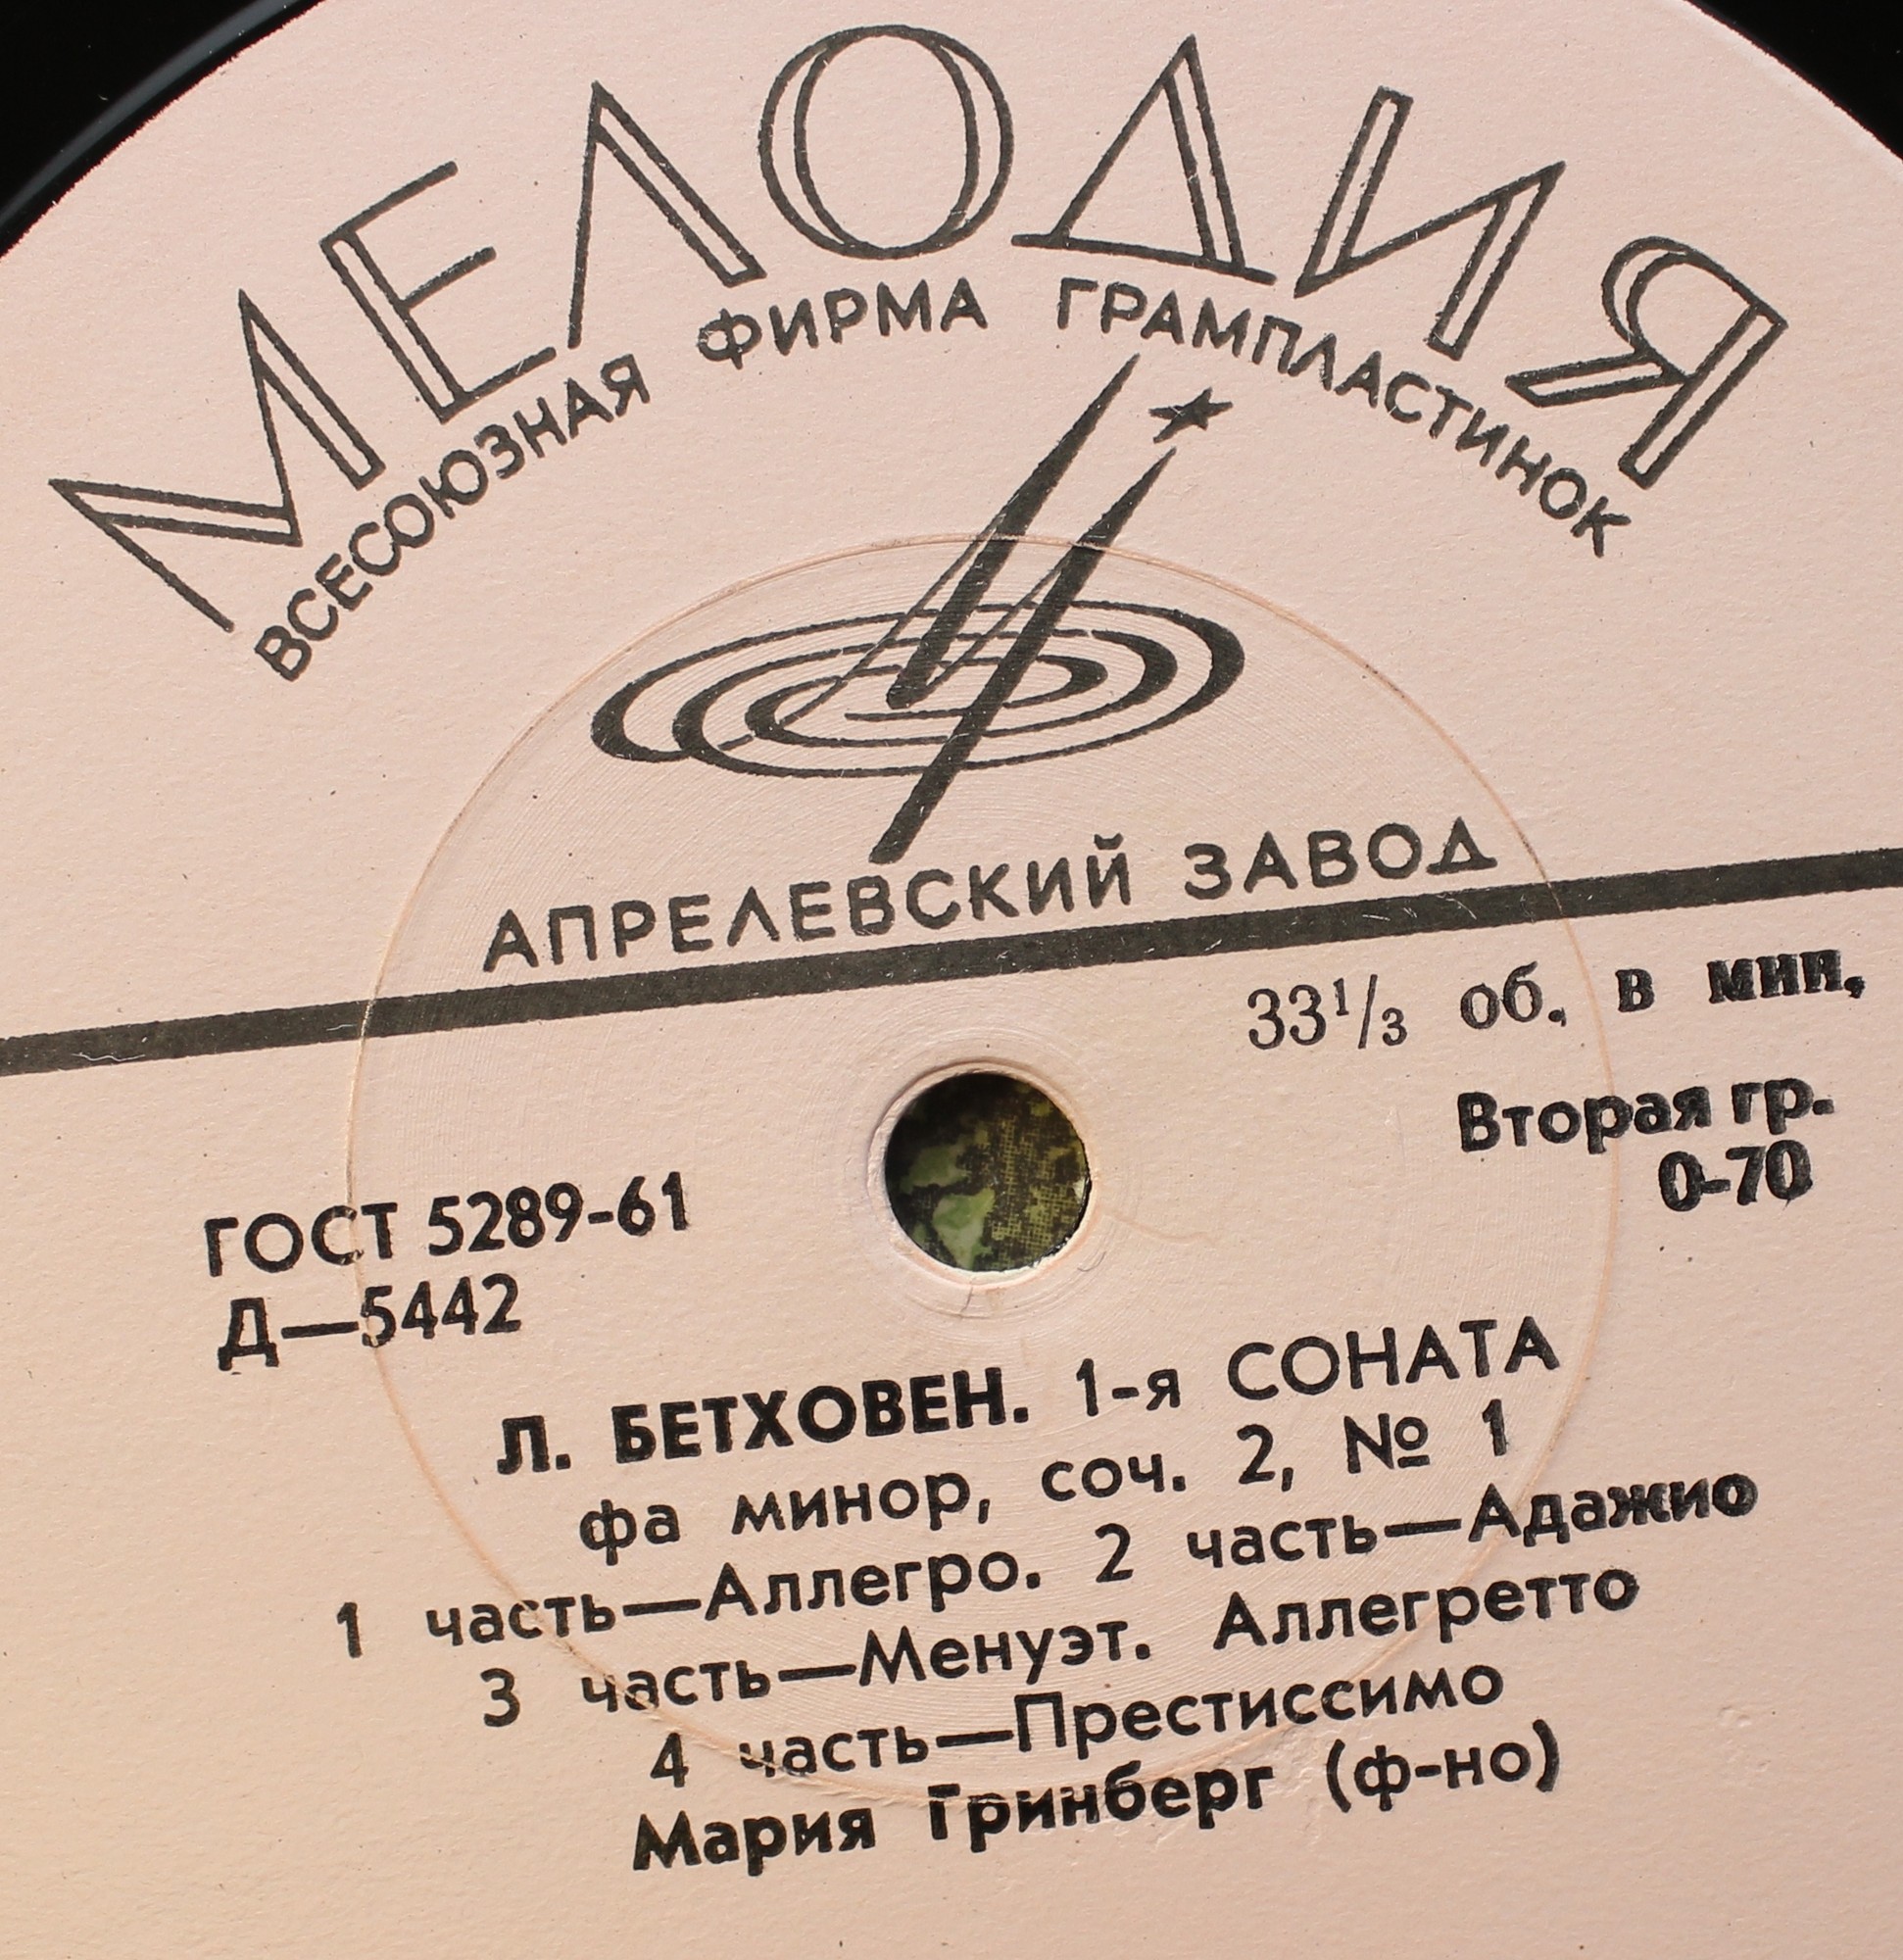 МЕЛОДИЯ
ВСЕСОЮЗНАЯ ФИРМА ГРАМПЛАСТИНОК
АПРЕЛЕВСКИЙ ЗАВОД
33⅓ об. в мин,
Вторая гр.
0-70
ГОСТ 5289-61
Д—5442
Л. БЕТХОВЕН. 1-я СОНАТА
фа минор, соч. 2, № 1
1 часть—Аллегро. 2 часть—Адажио
3 часть—Менуэт. Аллегретто
4 часть—Престиссимо
Мария Гринберг (ф-но)